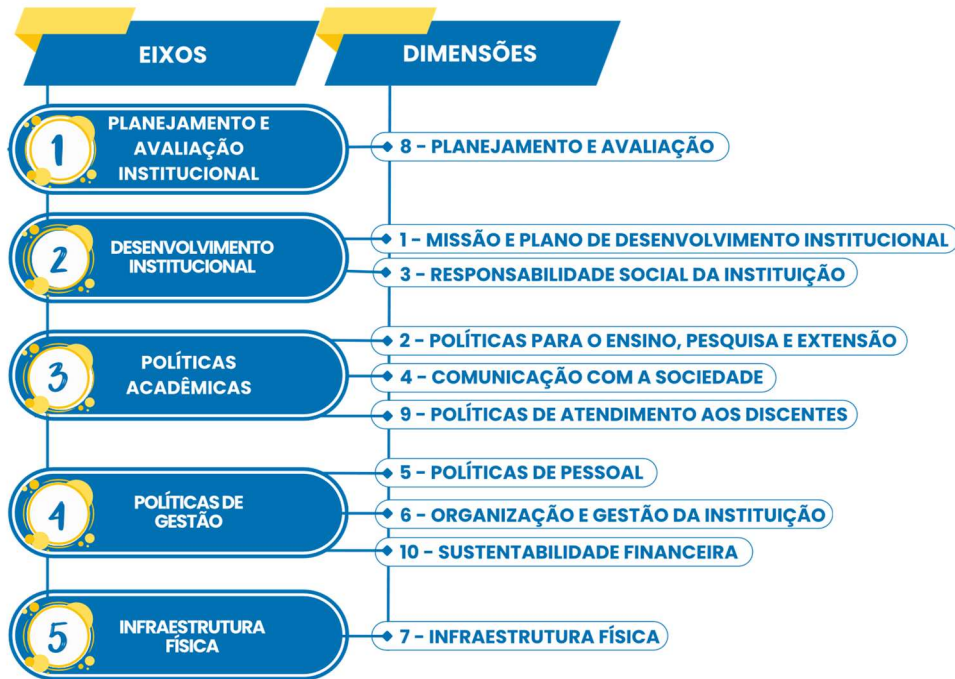 EIXOS
DIMENSÕES
1
PLANEJAMENTO E
AVALIAÇÃO
INSTITUCIONAL
8 - PLANEJAMENTO E AVALIAÇÃO
2
DESENVOLVIMENTO
INSTITUCIONAL
1 - MISSÃO E PLANO DE DESENVOLVIMENTO INSTITUCIONAL
3 - RESPONSABILIDADE SOCIAL DA INSTITUIÇÃO
3
POLÍTICAS
ACADÊMICAS
2 - POLÍTICAS PARA O ENSINO, PESQUISA E EXTENSÃO
4 - COMUNICAÇÃO COM A SOCIEDADE
9 - POLÍTICAS DE ATENDIMENTO AOS DISCENTES
4
POLÍTICAS DE
GESTÃO
5 - POLÍTICAS DE PESSOAL
6 - ORGANIZAÇÃO E GESTÃO DA INSTITUIÇÃO
10 - SUSTENTABILIDADE FINANCEIRA
5
INFRAESTRUTURA
FÍSICA
7 - INFRAESTRUTURA FÍSICA